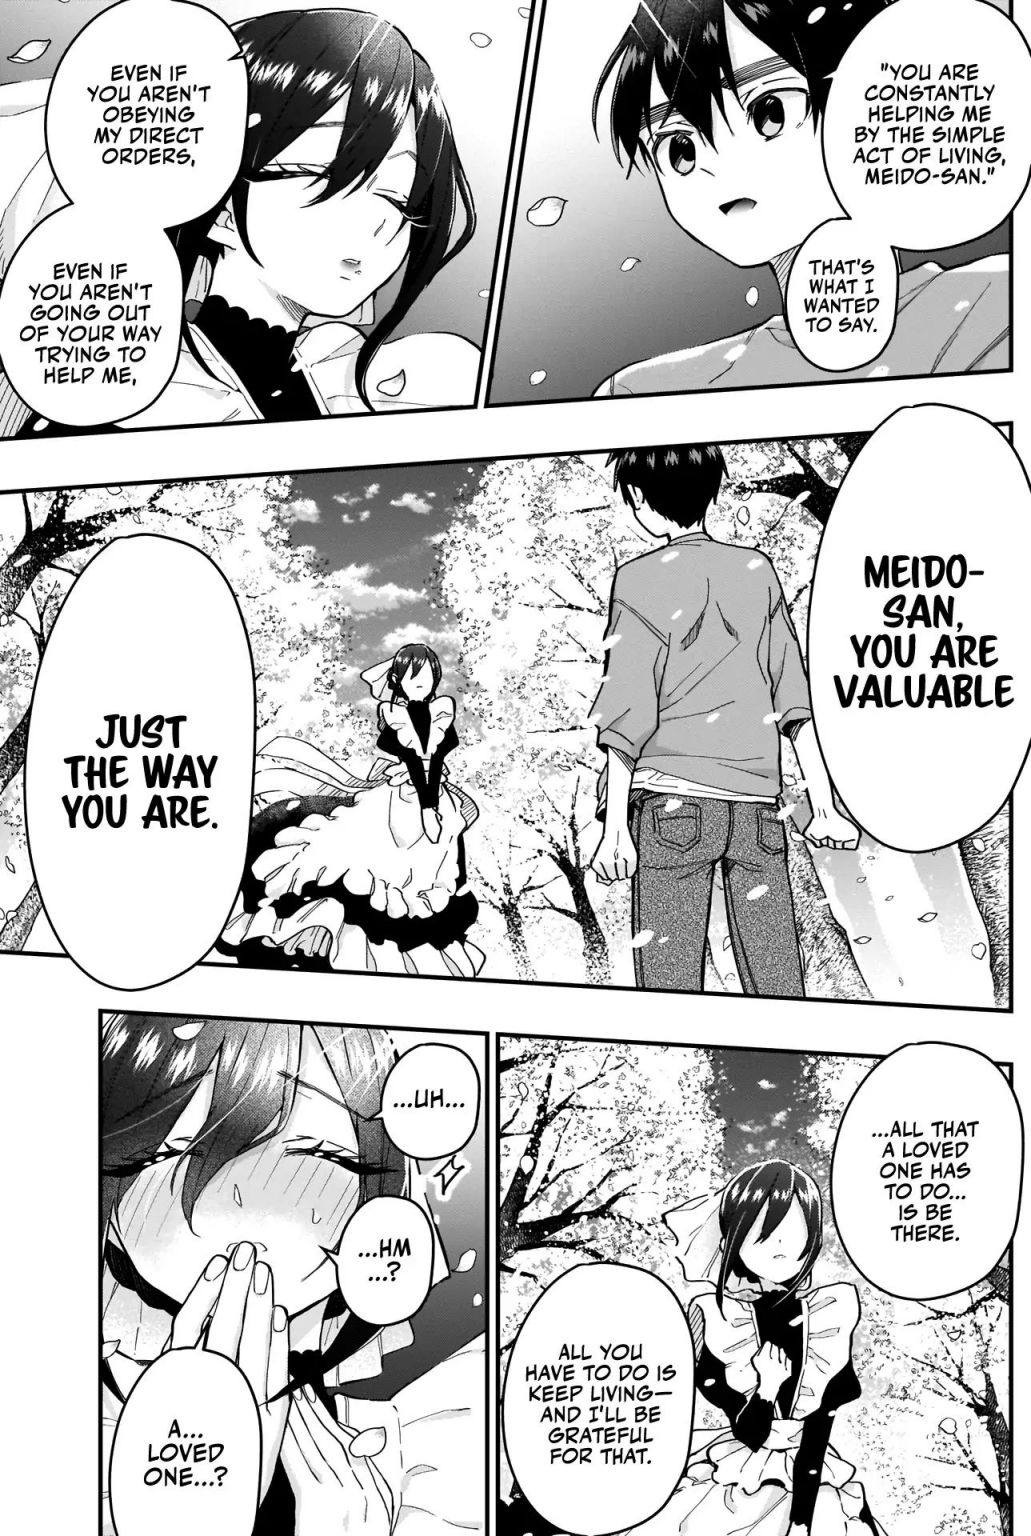 "YOU ARE
CONSTANTLY
HELPING ME
BY THE SIMPLE
ACT OF LIVING,
MEIDO-SAN."
THAT'S
WHAT I
WANTED
TO SAY.
EVEN IF
YOU AREN'T
OBEYING
MY DIRECT
ORDERS,
EVEN IF
YOU AREN'T
GOING OUT
OF YOUR WAY
TRYING TO
HELP ME,
MEIDO-
SAN,
YOU ARE
VALUABLE
JUST
THE WAY
YOU ARE.
...ALL THAT
A LOVED
ONE HAS
TO DO...
IS BE
THERE.
ALL YOU
HAVE TO DO IS
KEEP LIVING—
AND I'LL BE
GRATEFUL
FOR THAT.
...UH...
...HM
...?
A...
LOVED
ONE...?